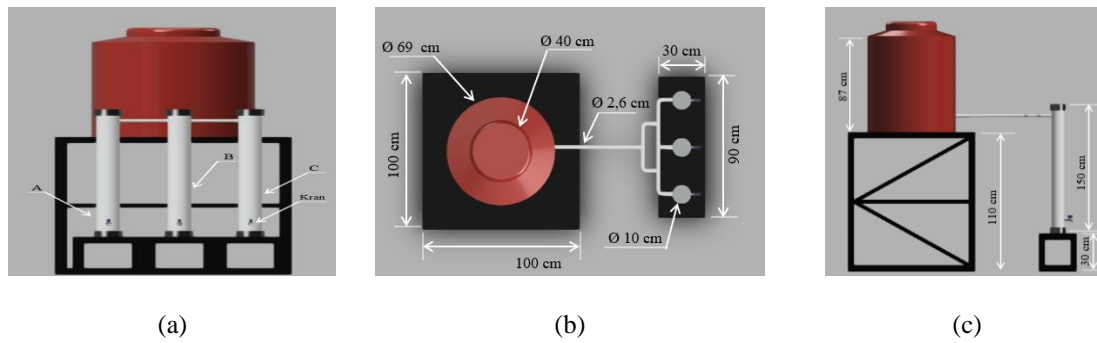 A
B
C
Kran
Ø 69 cm
Ø 40 cm
30 cm
Ø 2,6 cm
100 cm
90 cm
Ø 10 cm
100 cm
87 cm
110 cm
150 cm
30 cm
(a)
(b)
(c)